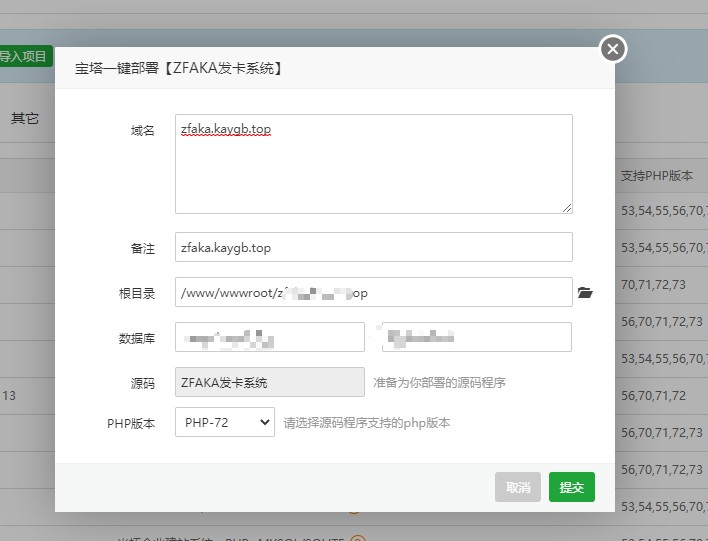 导入项目
宝塔一键部署【ZFAKA发卡系统】
其它
域名
zfaka.kaygb.top
支持PHP版本
53,54,55,56,70,7
备注
zfaka.kaygb.top
53,54,55,56,70,7
根目录
/www/wwwroot/z
op
70,71,72,73
数据库
56,70,71,72,73
53,54,55,56,70,7
源码
ZFAKA发卡系统
准备为你部署的源码程序
13
56,70,71,72
PHP版本
PHP-72
请选择源码程序支持的php版本
56,70,71,72,73
56,70,71,72,73
取消
提交
53,54,55,56,70,7